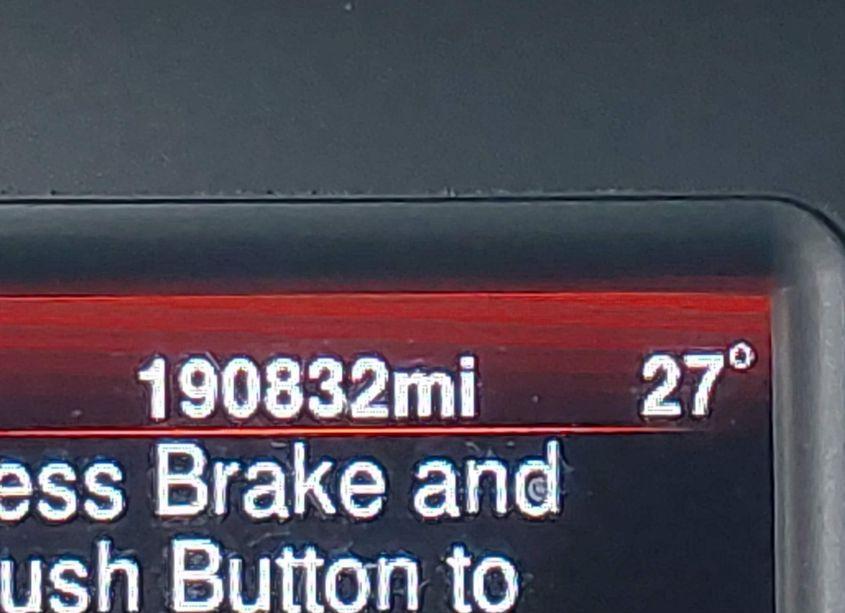 190832mi 27°
ess Brake and
ush Button to